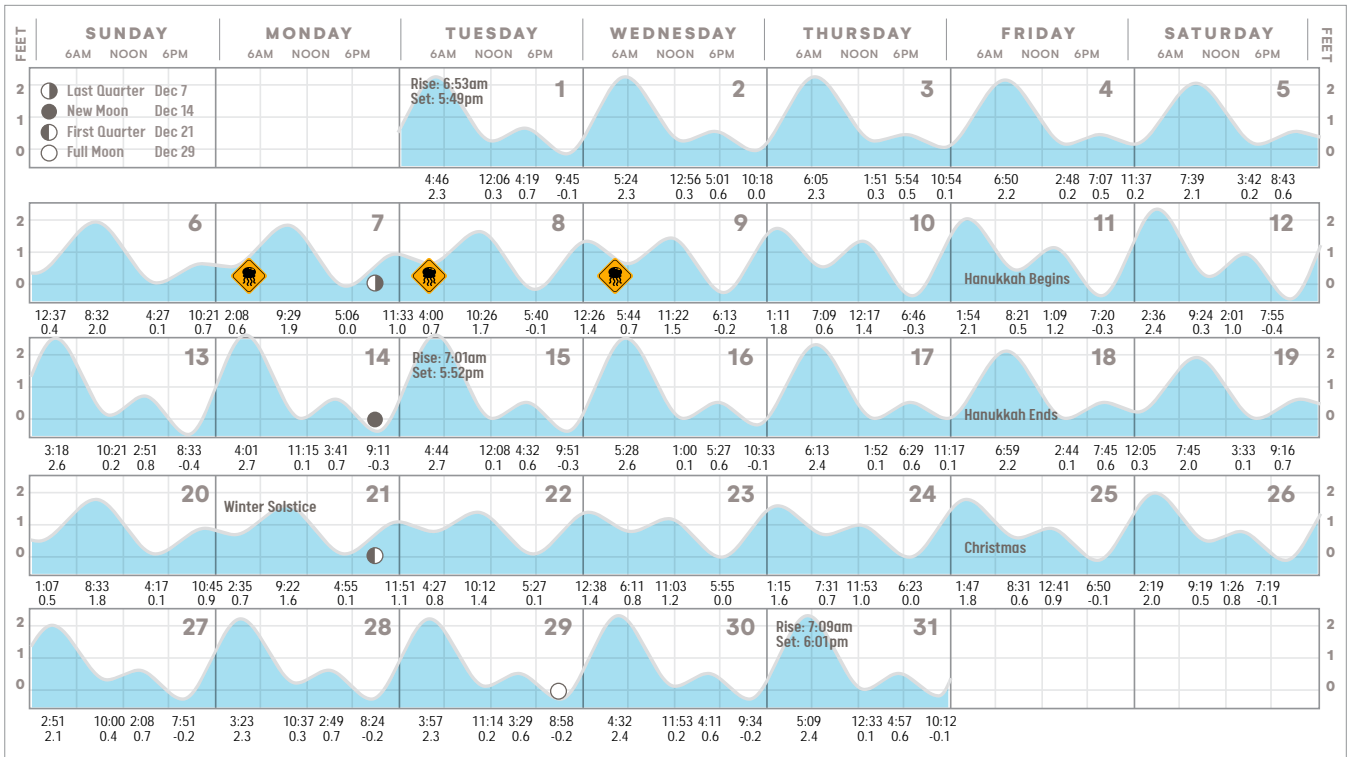 FEET SUNDAY MONDAY TUESDAY WEDNESDAY THURSDAY FRIDAY SATURDAY FEET
6AM NOON 6PM 6AM NOON 6PM 6AM NOON 6PM 6AM NOON 6PM 6AM NOON 6PM 6AM NOON 6PM 6AM NOON 6PM
2 1 0
Last Quarter Dec 7
New Moon Dec 14
First Quarter Dec 21
Full Moon Dec 29
Rise: 6:53am
Set: 5:49pm
1 2 3 4 5
2 1 0
4:46 12:06 4:19 9:45 5:24 12:56 5:01 10:18 6:05 1:51 5:54 10:54 6:50 2:48 7:07 11:37 7:39 3:42 8:43
2.3 0.3 0.7 -0.1 2.3 0.3 0.6 0.0 2.3 0.3 0.5 0.1 2.2 0.2 0.5 0.2 2.1 0.2 0.6
2 1 0
6 7 8 9 10 11 12
Hanukkah Begins
2 1 0
12:37 8:32 4:27 10:21 2:08 9:29 5:06 11:33 4:00 10:26 5:40 12:26 5:44 11:22 6:13 1:11 7:09 12:17 6:46 1:54 8:21 1:09 7:20 2:36 9:24 2:01 7:55
0.4 2.0 0.1 0.7 0.6 1.9 0.0 1.0 0.7 1.7 -0.1 1.4 0.7 1.5 -0.2 1.8 0.6 1.4 -0.3 2.1 0.5 1.2 -0.3 2.4 0.3 1.0 -0.4
2 1 0
13 14 15 16 17 18 19
Rise: 7:01am
Set: 5:52pm
Hanukkah Ends
2 1 0
3:18 10:21 2:51 8:33 4:01 11:15 3:41 9:11 4:44 12:08 4:32 9:51 5:28 1:00 5:27 10:33 6:13 1:52 6:29 11:17 6:59 2:44 7:45 12:05 7:45 3:33 9:16
2.6 0.2 0.8 -0.4 2.7 0.1 0.7 -0.3 2.7 0.1 0.6 -0.3 2.6 0.1 0.6 -0.1 2.4 0.1 0.6 0.1 2.2 0.1 0.6 0.3 2.0 0.1 0.7
2 1 0
20 21 22 23 24 25 26
Winter Solstice
Christmas
2 1 0
1:07 8:33 4:17 10:45 2:35 9:22 4:55 11:51 4:27 10:12 5:27 12:38 6:11 11:03 5:55 1:15 7:31 11:53 6:23 1:47 8:31 12:41 6:50 2:19 9:19 1:26 7:19
0.5 1.8 0.1 0.9 0.7 1.6 0.1 1.1 0.8 1.4 0.1 1.4 0.8 1.2 0.0 1.6 0.7 1.0 0.0 1.8 0.6 0.9 -0.1 2.0 0.5 0.8 -0.1
2 1 0
27 28 29 30 31
Rise: 7:09am
Set: 6:01pm
2 1 0
2:51 10:00 2:08 7:51 3:23 10:37 2:49 8:24 3:57 11:14 3:29 8:58 4:32 11:53 4:11 9:34 5:09 12:33 4:57 10:12
2.1 0.4 0.7 -0.2 2.3 0.3 0.7 -0.2 2.3 0.2 0.6 -0.2 2.4 0.2 0.6 -0.2 2.4 0.1 0.6 -0.1